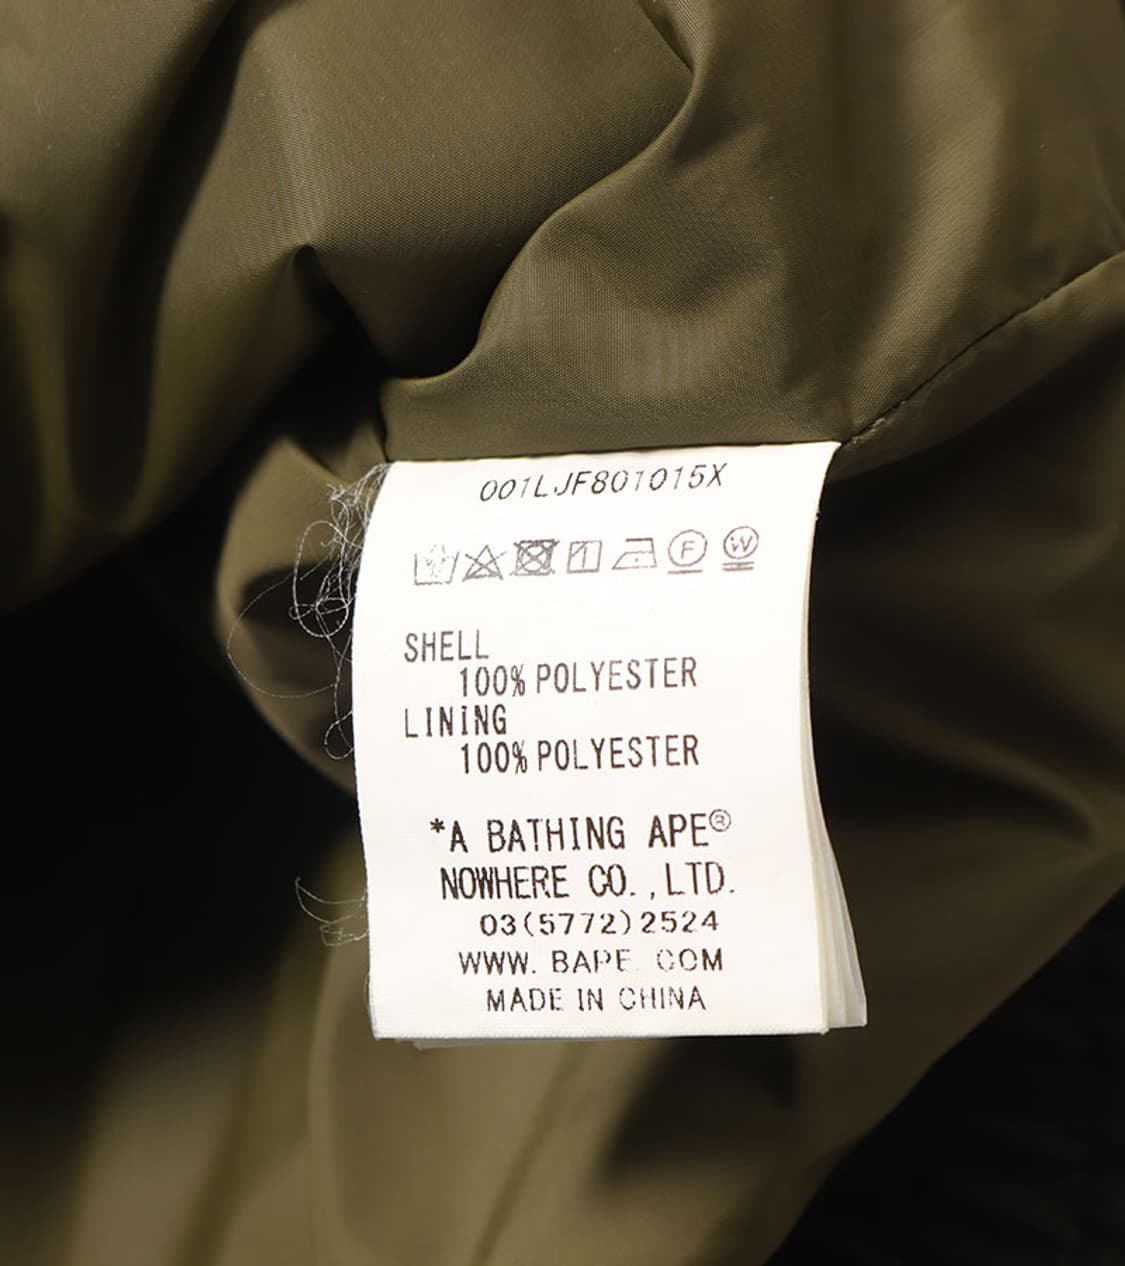 001LJF801015X
F W
SHELL
100% POLYESTER
LINING
100% POLYESTER
*A BATHING APE®
NOWHERE CO.,LTD.
03(5772)2524
WWW. BAPE. COM
MADE IN CHINA